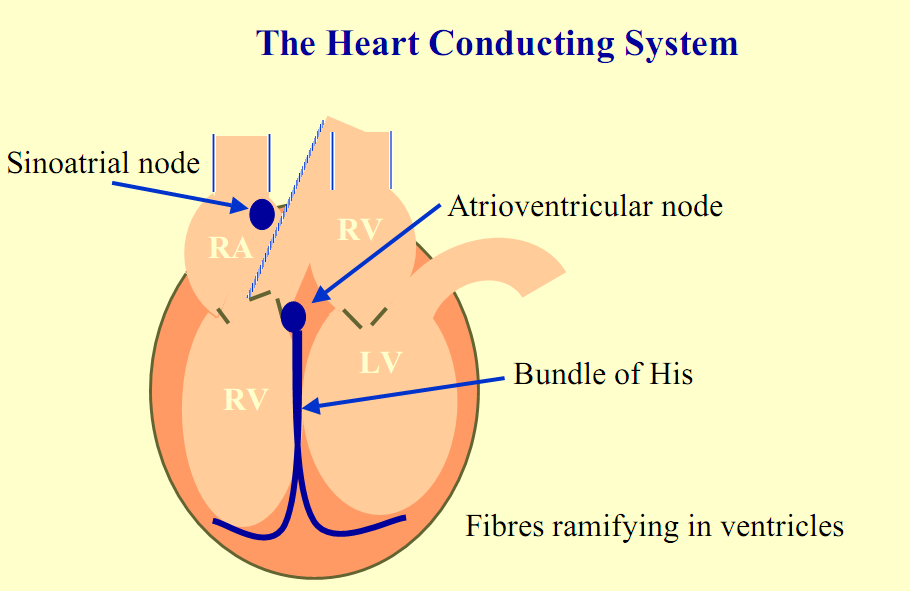 The Heart Conducting System
Sinoatrial node
Atrioventricular node
RA
RV
LV
Bundle of His
RV
Fibres ramifying in ventricles